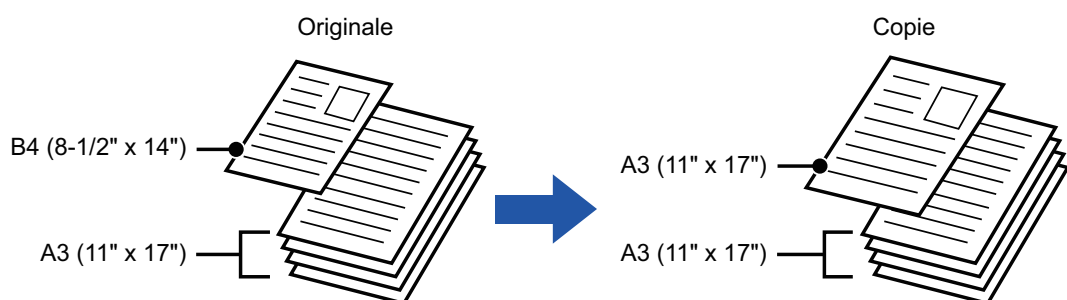 Originale
B4 (8-1/2" x 14")
A3 (11" x 17")
Copie
A3 (11" x 17")
A3 (11" x 17")